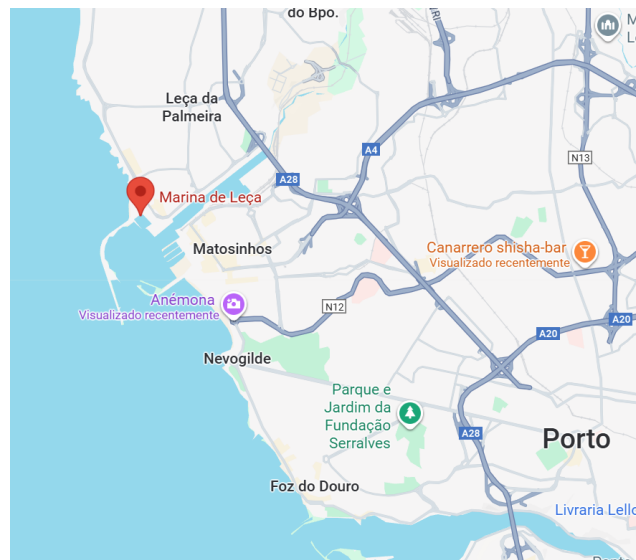 do Bpo.
Leça da
Palmeira
A4
N13
A28
Marina de Leça
Matosinhos
Canarrero shisha-bar
Visualizado recentemente
Anémona
Visualizado recentemente
N12
A20
A20
Nevogilde
Parque e
Jardim da
Fundação
Serralves
A28
Porto
Foz do Douro
Livraria Lello